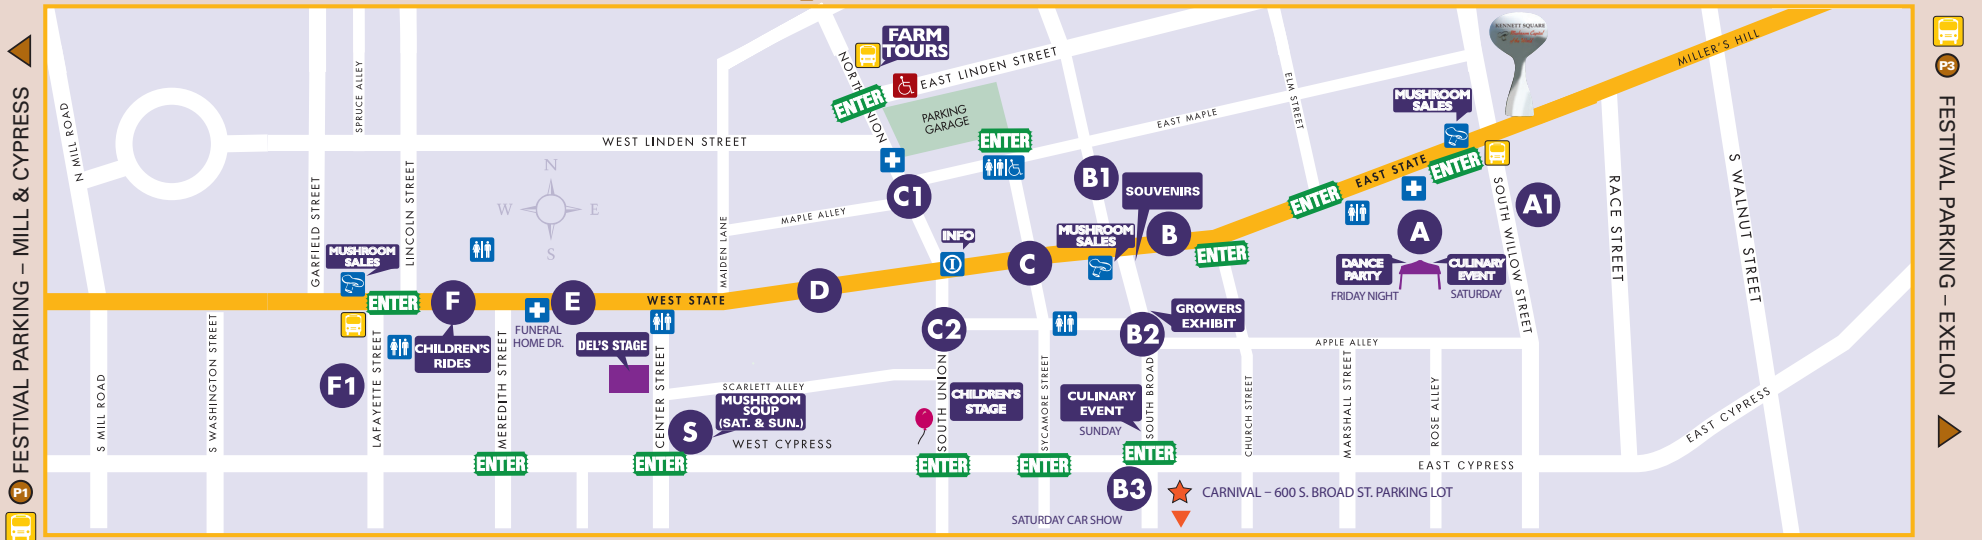 FESTIVAL PARKING – MILL & CYPRESS
P1
N MILL ROAD
SPRUCE ALLEY
GARFIELD STREET
LINCOLN STREET
WEST LINDEN STREET
N
W
E
S
MUSHROOM
SALES
ENTER
F
CHILDREN'S
RIDES
F1
S MILL ROAD
S WASHINGTON STREET
LAFAYETTE STREET
MEREDITH STREET
ENTER
FUNERAL
HOME DR.
E
DEL'S STAGE
WEST STATE
CENTER STREET
ENTER
S
MUSHROOM
SOUP
(SAT. & SUN.)
SCARLETT ALLEY
WEST CYPRESS
MAIDEN LANE
MAPLE ALLEY
D
FARM
TOURS
NORTH UNION
ENTER
EAST LINDEN STREET
PARKING
GARAGE
ENTER
C1
INFO
C
C2
SOUTH UNION
CHILDREN'S
STAGE
ENTER
SYCAMORE STREET
ENTER
EAST MAPLE
B1
SOUVENIRS
MUSHROOM
SALES
B
ENTER
GROWERS
EXHIBIT
B2
CULINARY
EVENT
SUNDAY
SOUTH BROAD
ENTER
B3
SATURDAY CAR SHOW
CARNIVAL – 600 S. BROAD ST. PARKING LOT
CHURCH STREET
MARSHALL STREET
ROSE ALLEY
APPLE ALLEY
EAST CYPRESS
ELM STREET
ENTER
EAST STATE
ENTER
MUSHROOM
SALES
KENNETT SQUARE
MILLER'S HILL
A
A1
DANCE
PARTY
FRIDAY NIGHT
CULINARY
EVENT
SATURDAY
SOUTH WILLOW STREET
RACE STREET
S WALNUT STREET
EAST CYPRESS
P3
FESTIVAL PARKING – EXELON